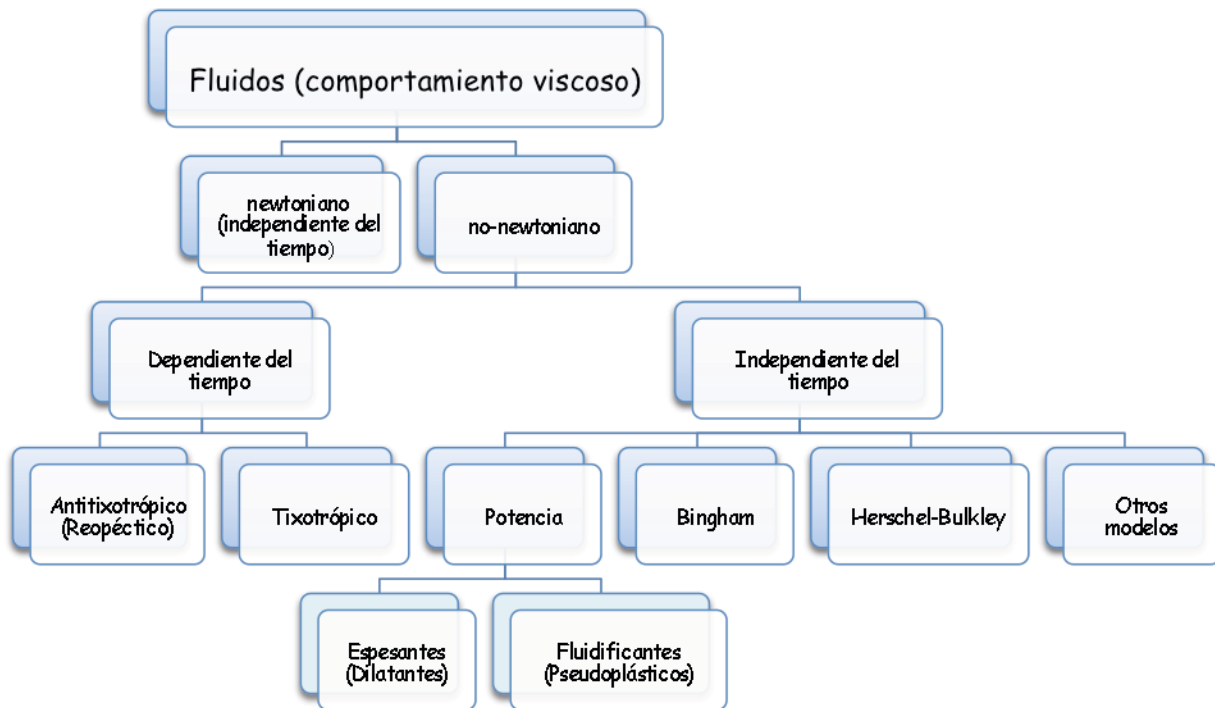 Fluidos (comportamiento viscoso)
newtoniano
(independiente del
tiempo)
no-newtoniano
Dependiente del
tiempo
Independiente del
tiempo
Antitixotrópico
(Reopéctico)
Tixotrópico
Potencia
Bingham
Herschel-Bulkley
Otros
modelos
Espesantes
(Dilatantes)
Fluidificantes
(Pseudoplásticos)